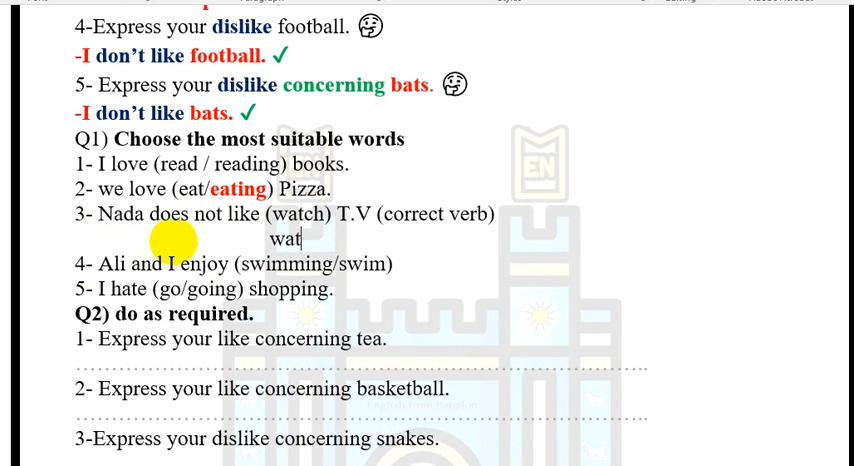 4-Express your dislike football.
-I don’t like football. ✓
5- Express your dislike concerning bats.
-I don’t like bats. ✓
Q1) Choose the most suitable words
1- I love (read / reading) books.
2- we love (eat/eating) Pizza.
3- Nada does not like (watch) T.V (correct verb)
wat
4- Ali and I enjoy (swimming/swim)
5- I hate (go/going) shopping.
Q2) do as required.
1- Express your like concerning tea.
2- Express your like concerning basketball.
3-Express your dislike concerning snakes.
EN